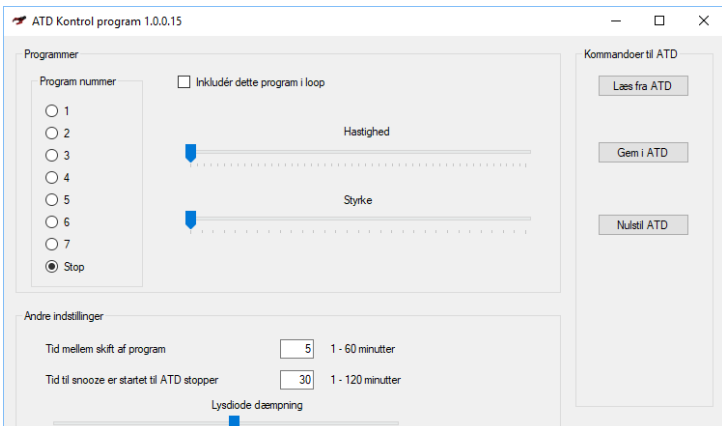 ATD Kontrol program 1.0.0.15
Programmer
Program nummer
1
2
3
4
5
6
7
Stop
Inkludér dette program i loop
Hastighed
Styrke
Kommandoer til ATD
Læs fra ATD
Gem i ATD
Nulstil ATD
Andre indstillinger
Tid mellem skift af program 5 1 - 60 minutter
Tid til snooze er startet til ATD stopper 30 1 - 120 minutter
Lysdiode dæmpning